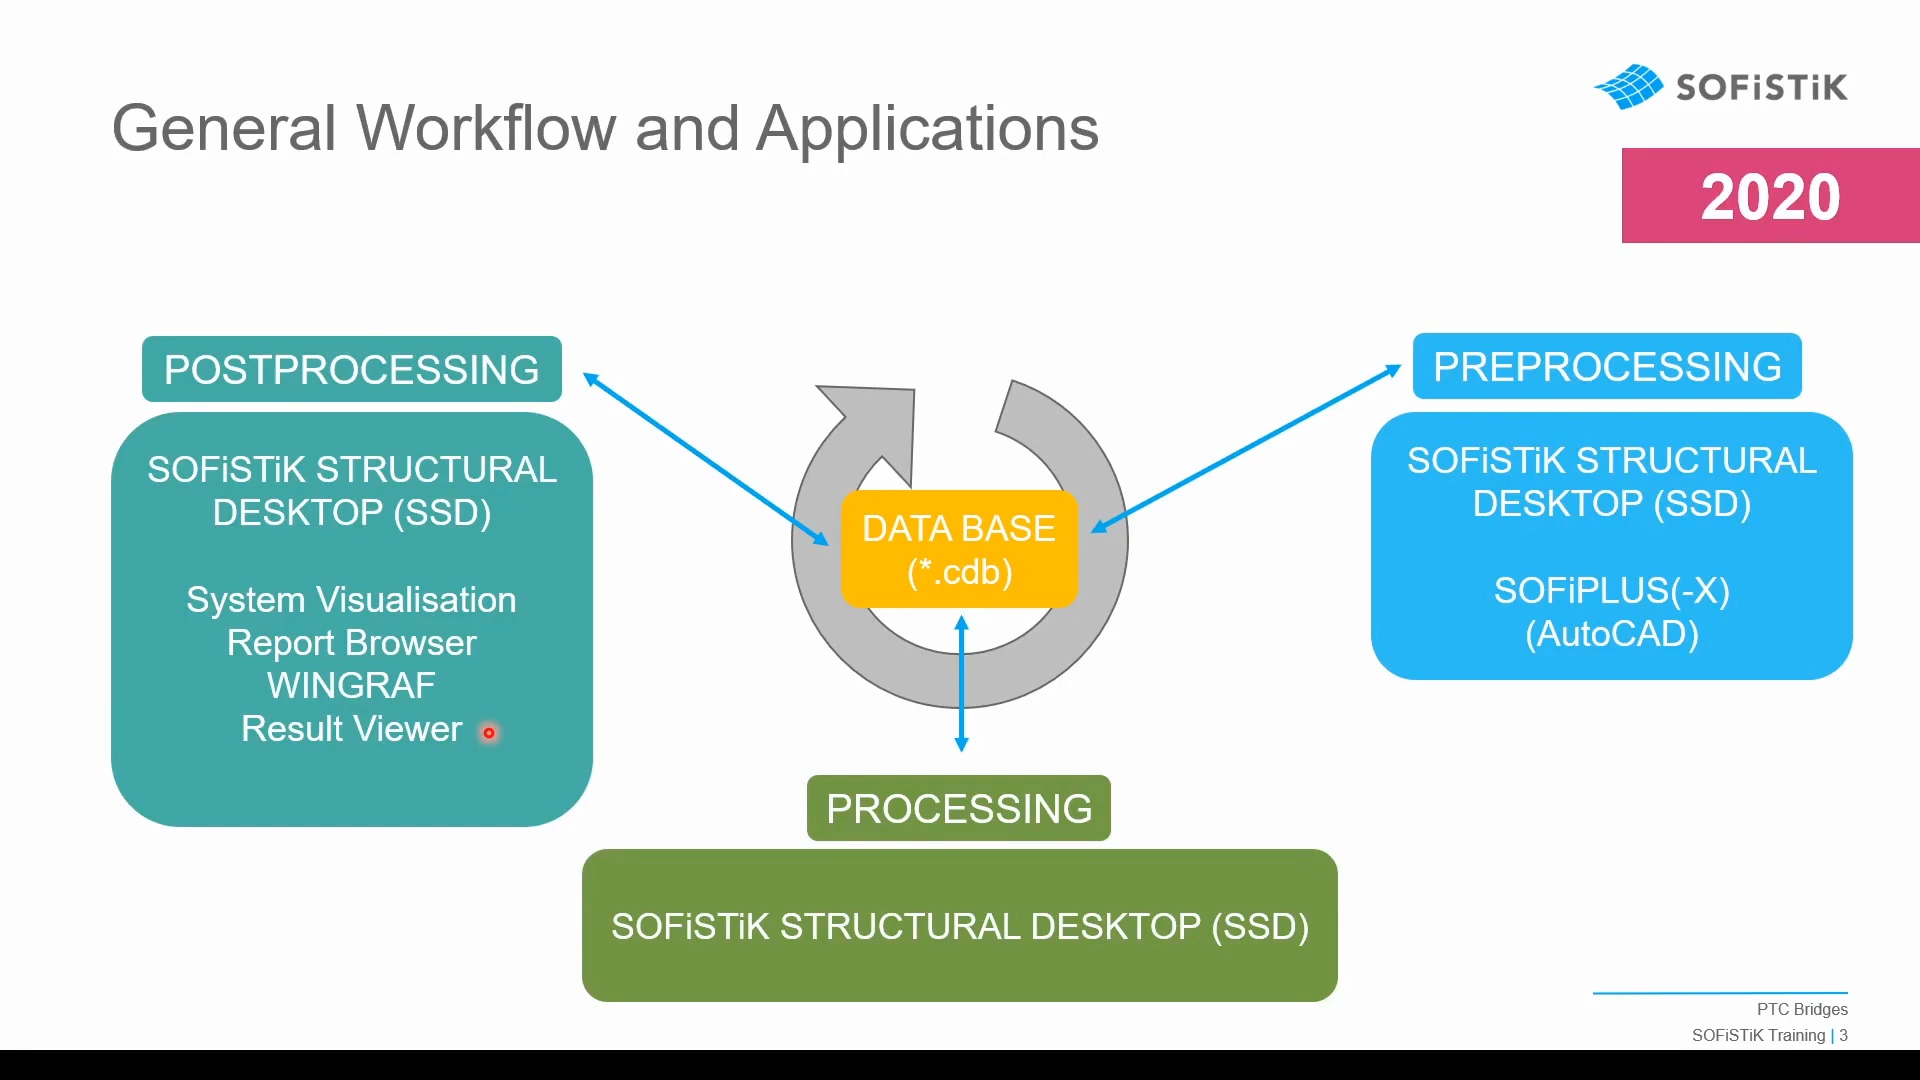 General Workflow and Applications
SOFiSTiK
2020
POSTPROCESSING
SOFiSTiK STRUCTURAL
DESKTOP (SSD)
System Visualisation
Report Browser
WINGRAF
Result Viewer
DATA BASE
(*.cdb)
PREPROCESSING
SOFiSTiK STRUCTURAL
DESKTOP (SSD)
SOFiPLUS(-X)
(AutoCAD)
PROCESSING
SOFiSTiK STRUCTURAL DESKTOP (SSD)
PTC Bridges
SOFiSTiK Training | 3